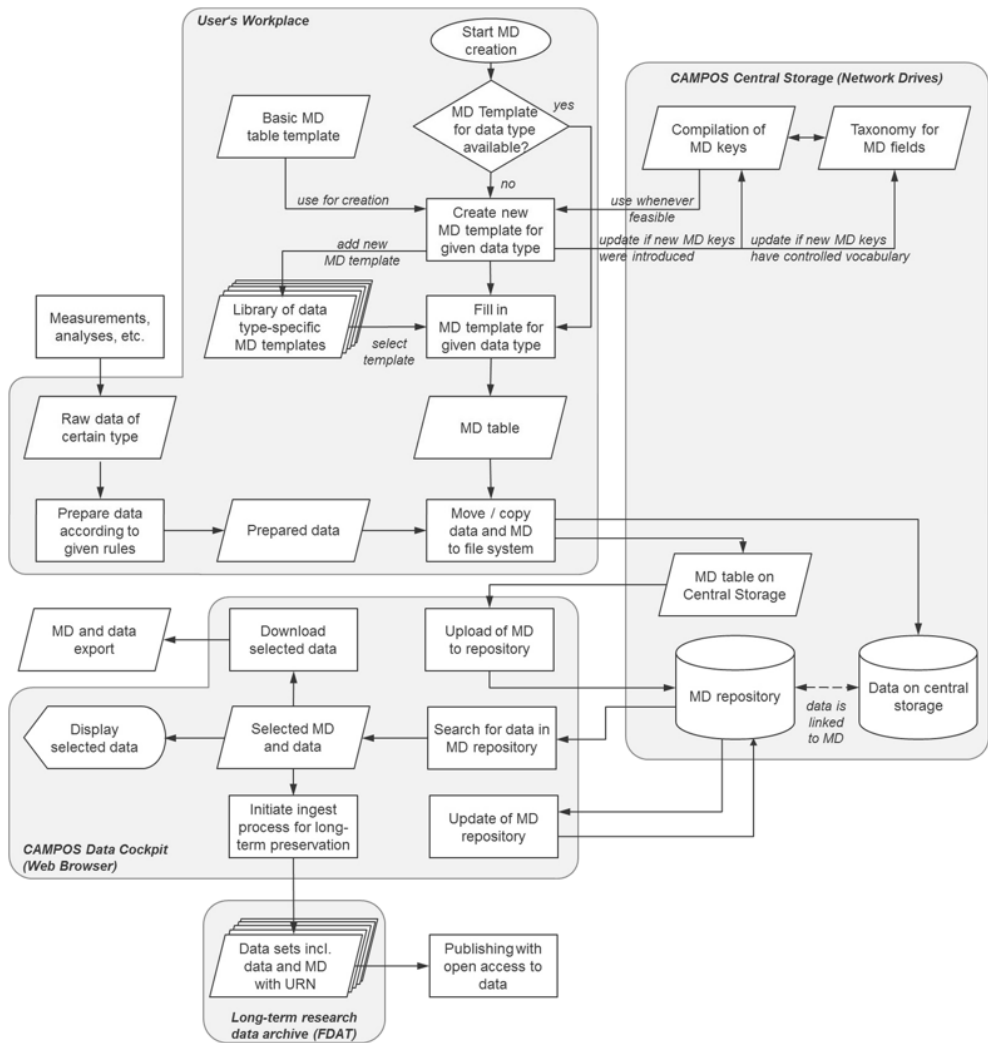 User's Workplace
Start MD
creation
CAMPOS Central Storage (Network Drives)
yes
Basic MD
table template
MD Template
for data type
available?
Compilation of
MD keys
Taxonomy for
MD fields
no
use for creation
use whenever
feasible
Create new
MD template for
given data type
add new
MD template
update if new MD keys
were introduced
update if new MD keys
have controlled vocabulary
Measurements,
analyses, etc.
Library of data
type-specific
MD templates
select
template
Fill in
MD template for
given data type
Raw data of
certain type
MD table
Prepare data
according to
given rules
Prepared data
Move / copy
data and MD
to file system
MD table on
Central Storage
MD and data
export
Download
selected data
Upload of MD
to repository
MD repository
data is
linked
to MD
Data on central
storage
Display
selected data
Selected MD
and data
Search for data in
MD repository
Initiate ingest
process for long-
term preservation
Update of MD
repository
CAMPOS Data Cockpit
(Web Browser)
Data sets incl.
data and MD
with URN
Publishing with
open access to
data
Long-term research
data archive (FDAT)